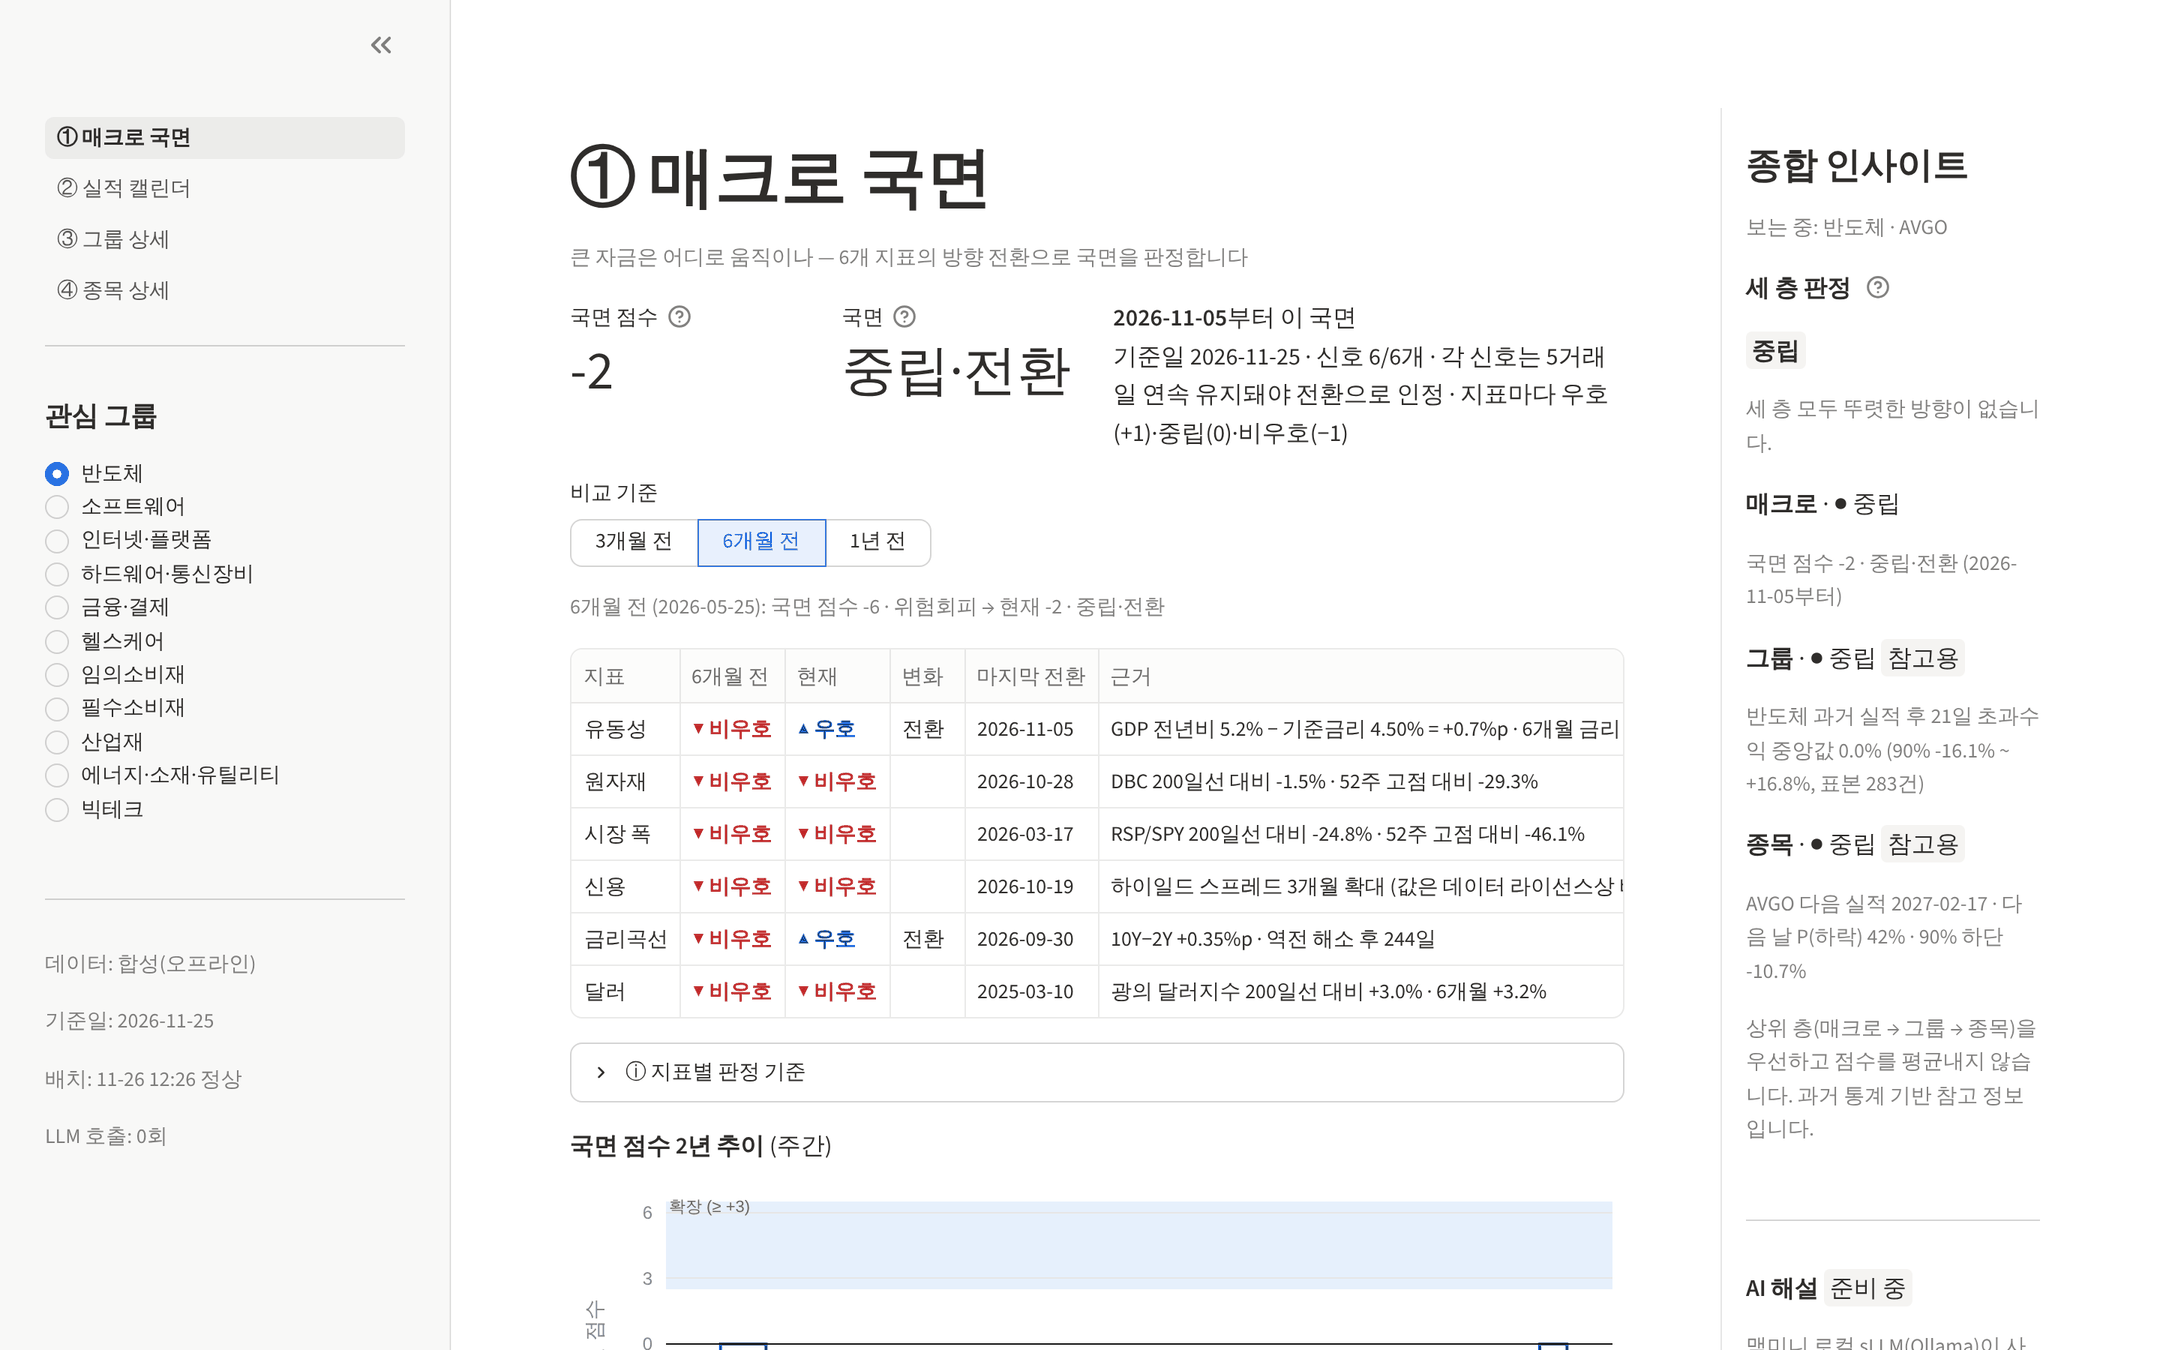 ① 매크로 국면
② 실적 캘린더
③ 그룹 상세
④ 종목 상세
관심 그룹
반도체
소프트웨어
인터넷·플랫폼
하드웨어·통신장비
금융·결제
헬스케어
임의소비재
필수소비재
산업재
에너지·소재·유틸리티
빅테크
데이터: 합성(오프라인)
기준일: 2026-11-25
배치: 11-26 12:26 정상
LLM 호출: 0회
① 매크로 국면
큰 자금은 어디로 움직이나 — 6개 지표의 방향 전환으로 국면을 판정합니다
국면 점수
-2
국면
중립·전환
2026-11-05부터 이 국면
기준일 2026-11-25 · 신호 6/6개 · 각 신호는 5거래
일 연속 유지돼야 전환으로 인정 · 지표마다 우호
(+1)·중립(0)·비우호(−1)
비교 기준
3개월 전 6개월 전 1년 전
6개월 전 (2026-05-25): 국면 점수 -6 · 위험회피 → 현재 -2 · 중립·전환
지표 6개월 전 현재 변화 마지막 전환 근거
유동성 ▼ 비우호 ▲ 우호 전환 2026-11-05 GDP 전년비 5.2% − 기준금리 4.50% = +0.7%p · 6개월 금리
원자재 ▼ 비우호 ▼ 비우호 2026-10-28 DBC 200일선 대비 -1.5% · 52주 고점 대비 -29.3%
시장 폭 ▼ 비우호 ▼ 비우호 2026-03-17 RSP/SPY 200일선 대비 -24.8% · 52주 고점 대비 -46.1%
신용 ▼ 비우호 ▼ 비우호 2026-10-19 하이일드 스프레드 3개월 확대 (값은 데이터 라이선스상
금리곡선 ▼ 비우호 ▲ 우호 전환 2026-09-30 10Y−2Y +0.35%p · 역전 해소 후 244일
달러 ▼ 비우호 ▼ 비우호 2025-03-10 광의 달러지수 200일선 대비 +3.0% · 6개월 +3.2%
ⓘ 지표별 판정 기준
국면 점수 2년 추이 (주간)
확장 (≥ +3)
6
3
0
점수
종합 인사이트
보는 중: 반도체 · AVGO
세 층 판정
중립
세 층 모두 뚜렷한 방향이 없습니
다.
매크로 · ● 중립
국면 점수 -2 · 중립·전환 (2026-
11-05부터)
그룹 · ● 중립 참고용
반도체 과거 실적 후 21일 초과수
익 중앙값 0.0% (90% -16.1% ~
+16.8%, 표본 283건)
종목 · ● 중립 참고용
AVGO 다음 실적 2027-02-17 · 다
음 날 P(하락) 42% · 90% 하단
-10.7%
상위 층(매크로 → 그룹 → 종목)을
우선하고 점수를 평균내지 않습
니다. 과거 통계 기반 참고 정보
입니다.
AI 해설 준비 중
맥미니 로컬 sLLM(Ollama)이 사